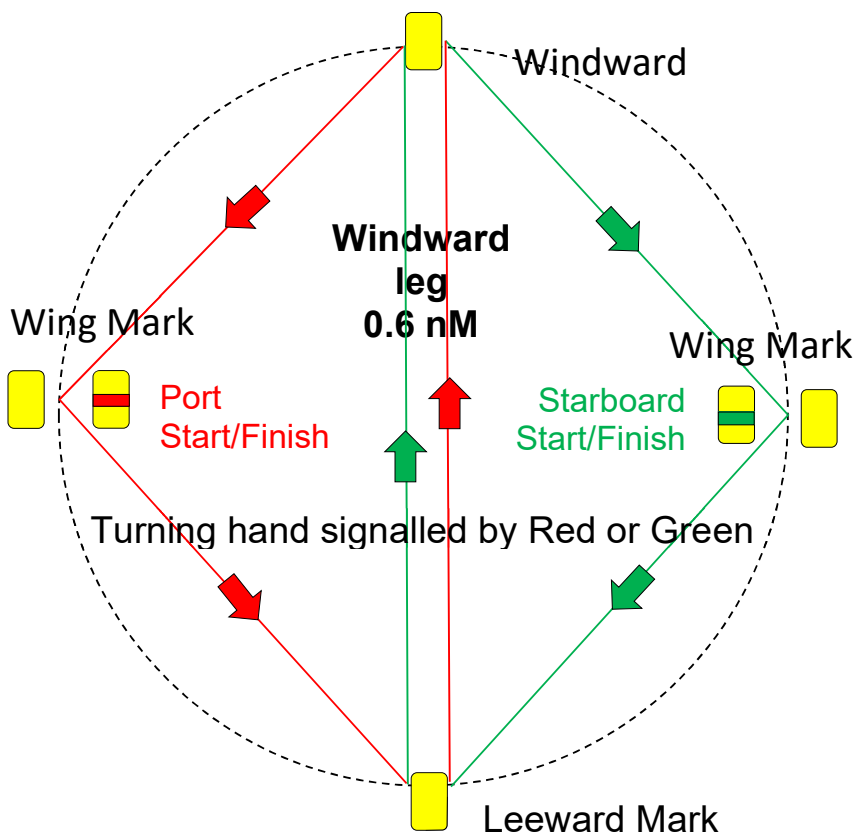 Windward
Windward
leg
0.6 nM
Wing Mark
Wing Mark
Port
Start/Finish
Starboard
Start/Finish
Turning hand signalled by Red or Green
Leeward Mark